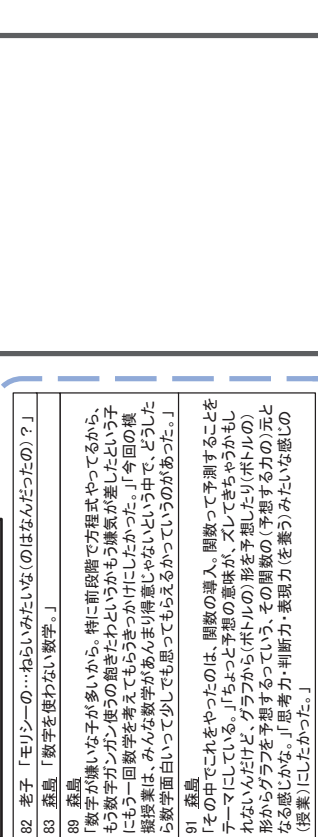 82 老子 「モリシーの…ねらいみたいな(のはなんだったの)？」
83 森島 「数字を使わない数学。」
89 森島
「数字が嫌いな子が多いから。特に前段階で方程式やってるから、
もう数字ガンガン使うの飽きたわというかもう嫌気が差したという子
にもう一回数学を考えてもらうきっかけにしたかった。」「今回の模
擬授業は、みんな数学があんまり得意じゃないという中で、どうした
ら数学面白いって少しでも思ってもらえるかっていうのがあった。」
91 森島
「その中でこれをやったのは、関数の導入。関数って予測することを
テーマにしている。」「ちょっと予想の意味が、ズレてきちゃうかもし
れないんだけど、グラフから(ボトルの)形を予想したり(ボトルの)
形からグラフを予想するっていう、その関数の(予想する力の)元と
なる感じかな。」「思考力・判断力・表現力(を養う)みたいな感じの
(授業)にしたかった。」